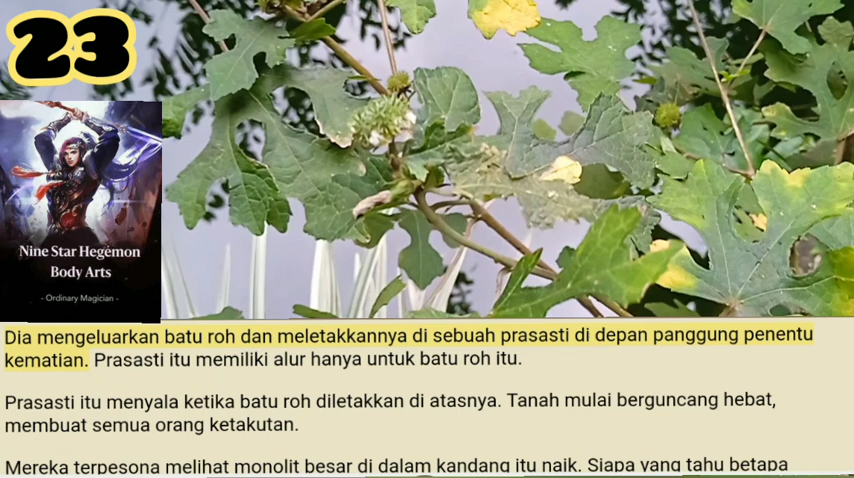 23
Nine Star Hegemon
Body Arts
- Ordinary Magician -
Dia mengeluarkan batu roh dan meletakkannya di sebuah prasasti di depan panggung penentu
kematian. Prasasti itu memiliki alur hanya untuk batu roh itu.
Prasasti itu menyala ketika batu roh diletakkan di atasnya. Tanah mulai berguncang hebat,
membuat semua orang ketakutan.
Mereka terpesona melihat monolit besar di dalam kandang itu naik. Siapa yang tahu betapa